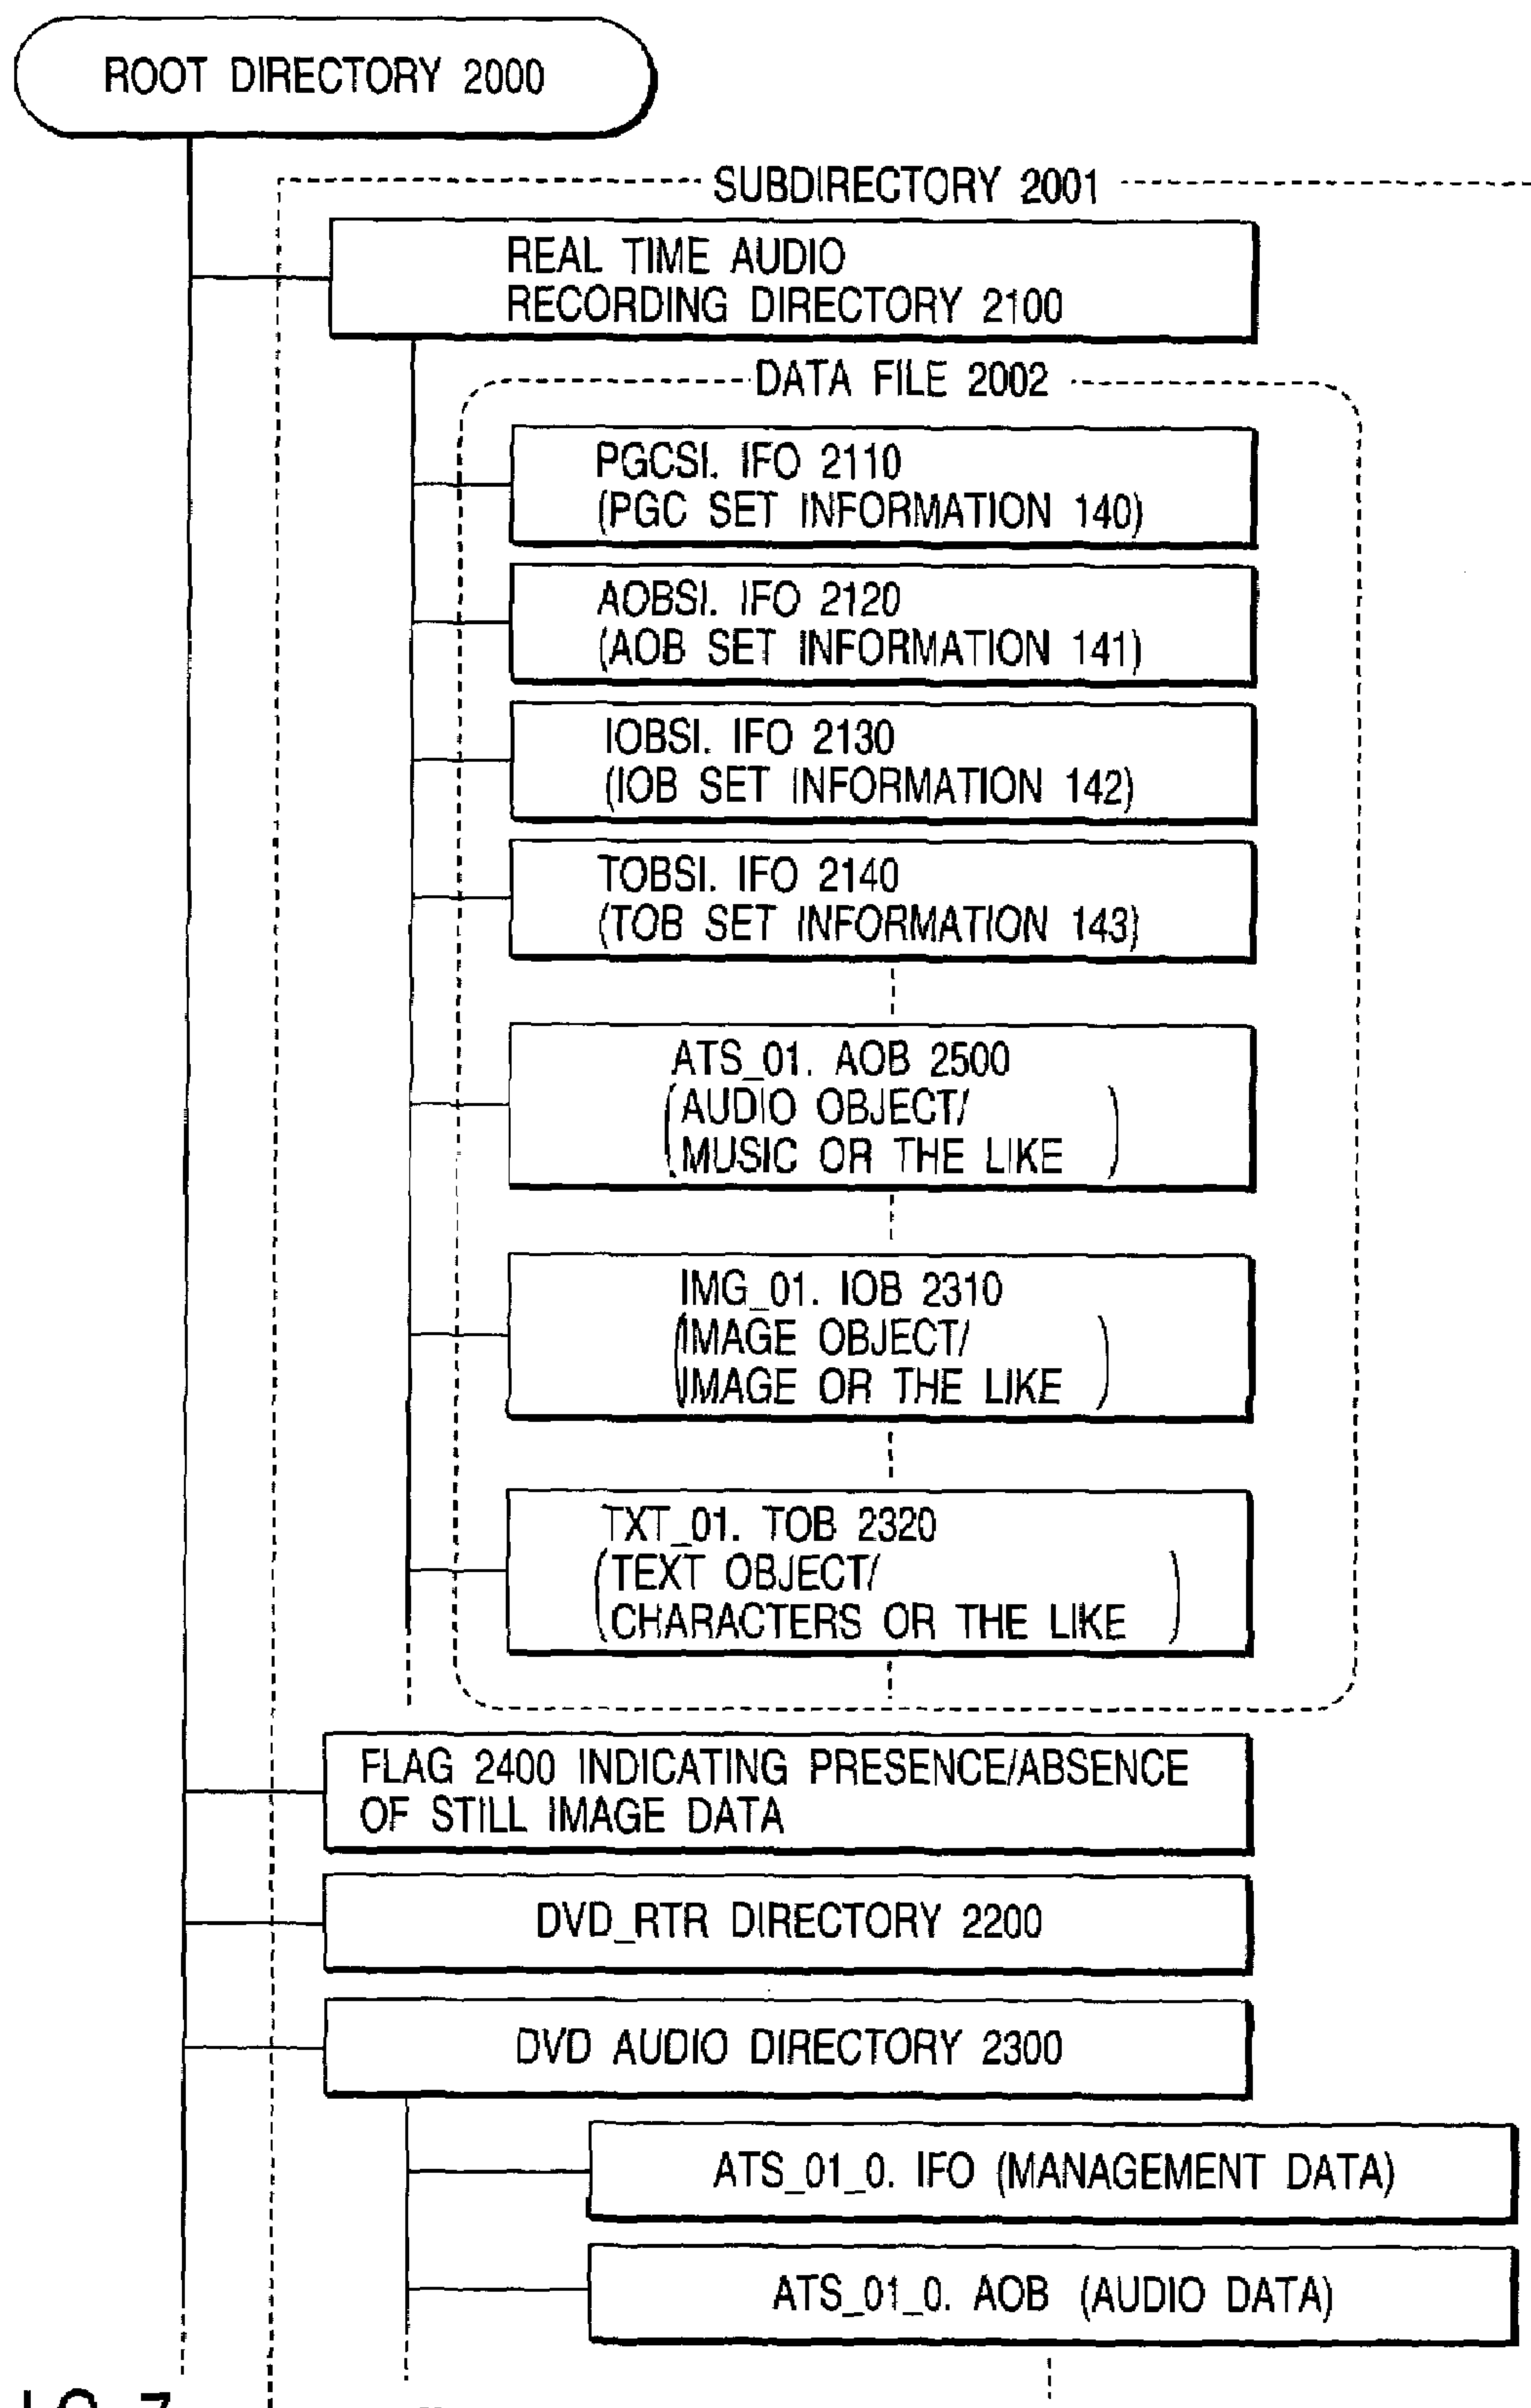 ROOT DIRECTORY 2000
SUBDIRECTORY 2001
REAL TIME AUDIO
RECORDING DIRECTORY 2100
DATA FILE 2002
PGCSI. IFO 2110
(PGC SET INFORMATION 140)
AOBSI. IFO 2120
(AOB SET INFORMATION 141)
IOBSI. IFO 2130
(IOB SET INFORMATION 142)
TOBSI. IFO 2140
(TOB SET INFORMATION 143)
ATS_01. AOB 2500
(AUDIO OBJECT/
MUSIC OR THE LIKE)
IMG_01. IOB 2310
(IMAGE OBJECT/
IMAGE OR THE LIKE)
TXT_01. TOB 2320
(TEXT OBJECT/
CHARACTERS OR THE LIKE)
FLAG 2400 INDICATING PRESENCE/ABSENCE
OF STILL IMAGE DATA
DVD_RTR DIRECTORY 2200
DVD AUDIO DIRECTORY 2300
ATS_01_0. IFO (MANAGEMENT DATA)
ATS_01_0. AOB (AUDIO DATA)